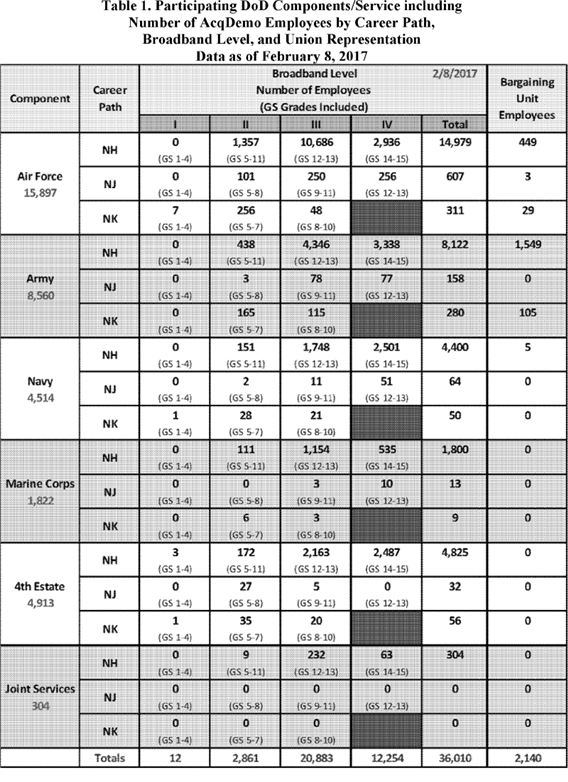 Table 1. Participating DoD Components/Service including
Number of AcqDemo Employees by Career Path,
Broadband Level, and Union Representation
Data as of February 8, 2017
Component Career Path Broadband Level 2/8/2017 Bargaining Unit Employees
Number of Employees
(GS Grades Included)
I II III IV Total
Air Force 15,897
NH 0 1,357 10,686 2,936 14,979 449
(GS 1-4) (GS 5-11) (GS 12-13) (GS 14-15)
NJ 0 101 250 256 607 3
(GS 1-4) (GS 5-8) (GS 9-11) (GS 12-13)
NK 7 256 48 311 29
(GS 1-4) (GS 5-7) (GS 8-10)
Army 8,560
NH 0 438 4,346 3,338 8,122 1,549
(GS 1-4) (GS 5-11) (GS 12-13) (GS 14-15)
NJ 0 3 78 77 158 0
(GS 1-4) (GS 5-8) (GS 9-11) (GS 12-13)
NK 0 165 115 280 105
(GS 1-4) (GS 5-7) (GS 8-10)
Navy 4,514
NH 0 151 1,748 2,501 4,400 5
(GS 1-4) (GS 5-11) (GS 12-13) (GS 14-15)
NJ 0 2 11 51 64 0
(GS 1-4) (GS 5-8) (GS 9-11) (GS 12-13)
NK 1 28 21 50 0
(GS 1-4) (GS 5-7) (GS 8-10)
Marine Corps 1,822
NH 0 111 1,154 535 1,800 0
(GS 1-4) (GS 5-11) (GS 12-13) (GS 14-15)
NJ 0 0 3 10 13 0
(GS 1-4) (GS 5-8) (GS 9-11) (GS 12-13)
NK 0 6 3 9 0
(GS 1-4) (GS 5-7) (GS 8-10)
4th Estate 4,913
NH 3 172 2,163 2,487 4,825 0
(GS 1-4) (GS 5-11) (GS 12-13) (GS 14-15)
NJ 0 27 5 0 32 0
(GS 1-4) (GS 5-8) (GS 9-11) (GS 12-13)
NK 1 35 20 56 0
(GS 1-4) (GS 5-7) (GS 8-10)
Joint Services 304
NH 0 9 232 63 304 0
(GS 1-4) (GS 5-11) (GS 12-13) (GS 14-15)
NJ 0 0 0 0 0 0
(GS 1-4) (GS 5-8) (GS 9-11) (GS 12-13)
NK 0 0 0 0 0
(GS 1-4) (GS 5-7) (GS 8-10)
Totals 12 2,861 20,883 12,254 36,010 2,140